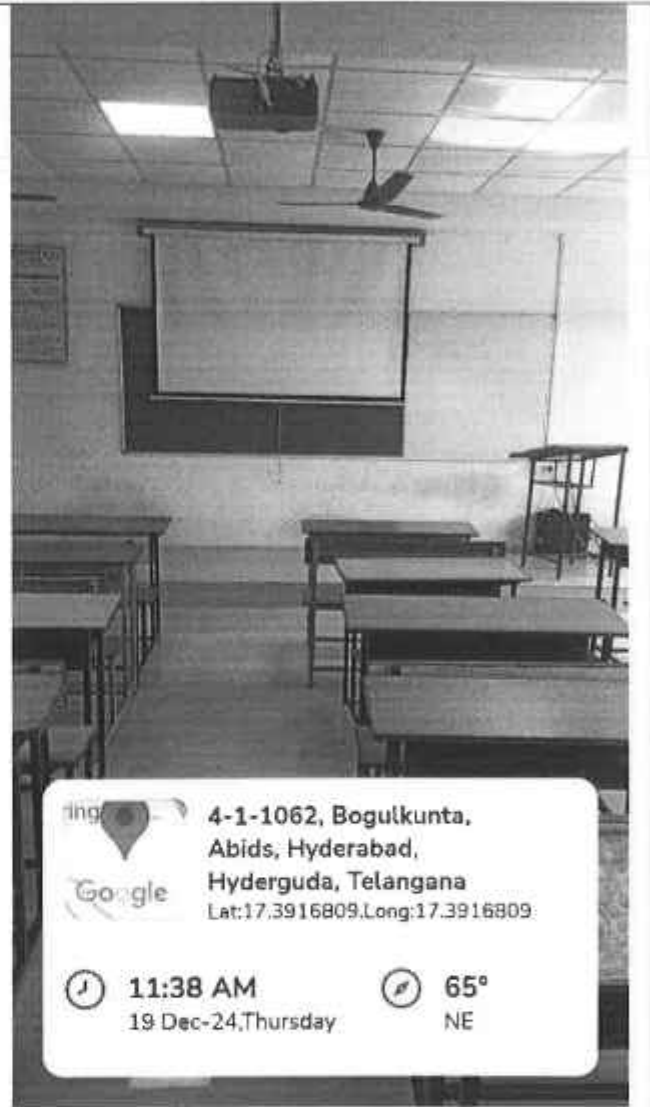 Google
4-1-1062, Bogulkunta,
Abids, Hyderabad,
Hyderguda, Telangana
Lat:17.3916809,Long:17.3916809
11:38 AM
19 Dec-24,Thursday
65°
NE